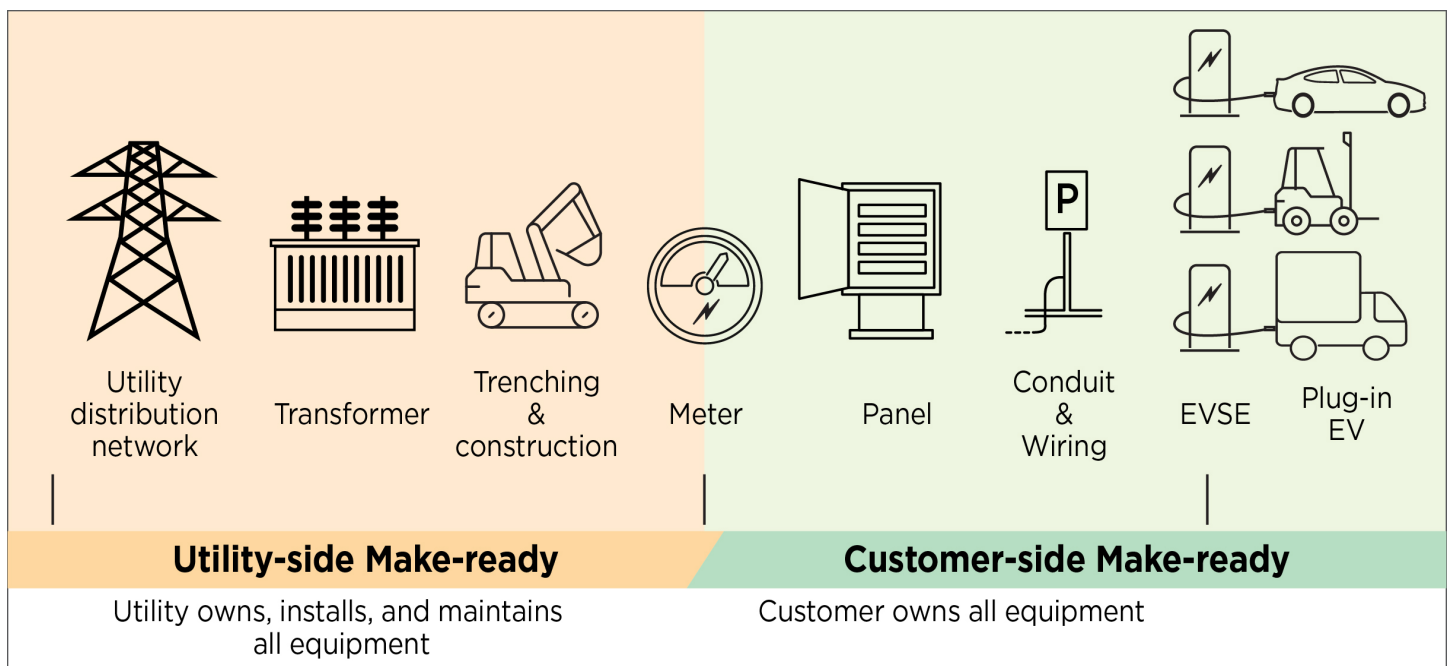 Utility
distribution
network
Transformer
Trenching
&
construction
Meter
Panel
P
Conduit
&
Wiring
EVSE
Plug-in
EV
Utility-side Make-ready
Customer-side Make-ready
Utility owns, installs, and maintains
all equipment
Customer owns all equipment